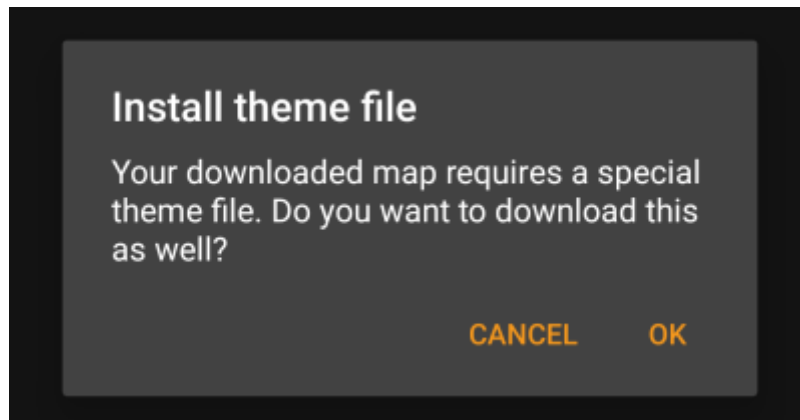 Install theme file
Your downloaded map requires a special
theme file. Do you want to download this
as well?
CANCEL OK